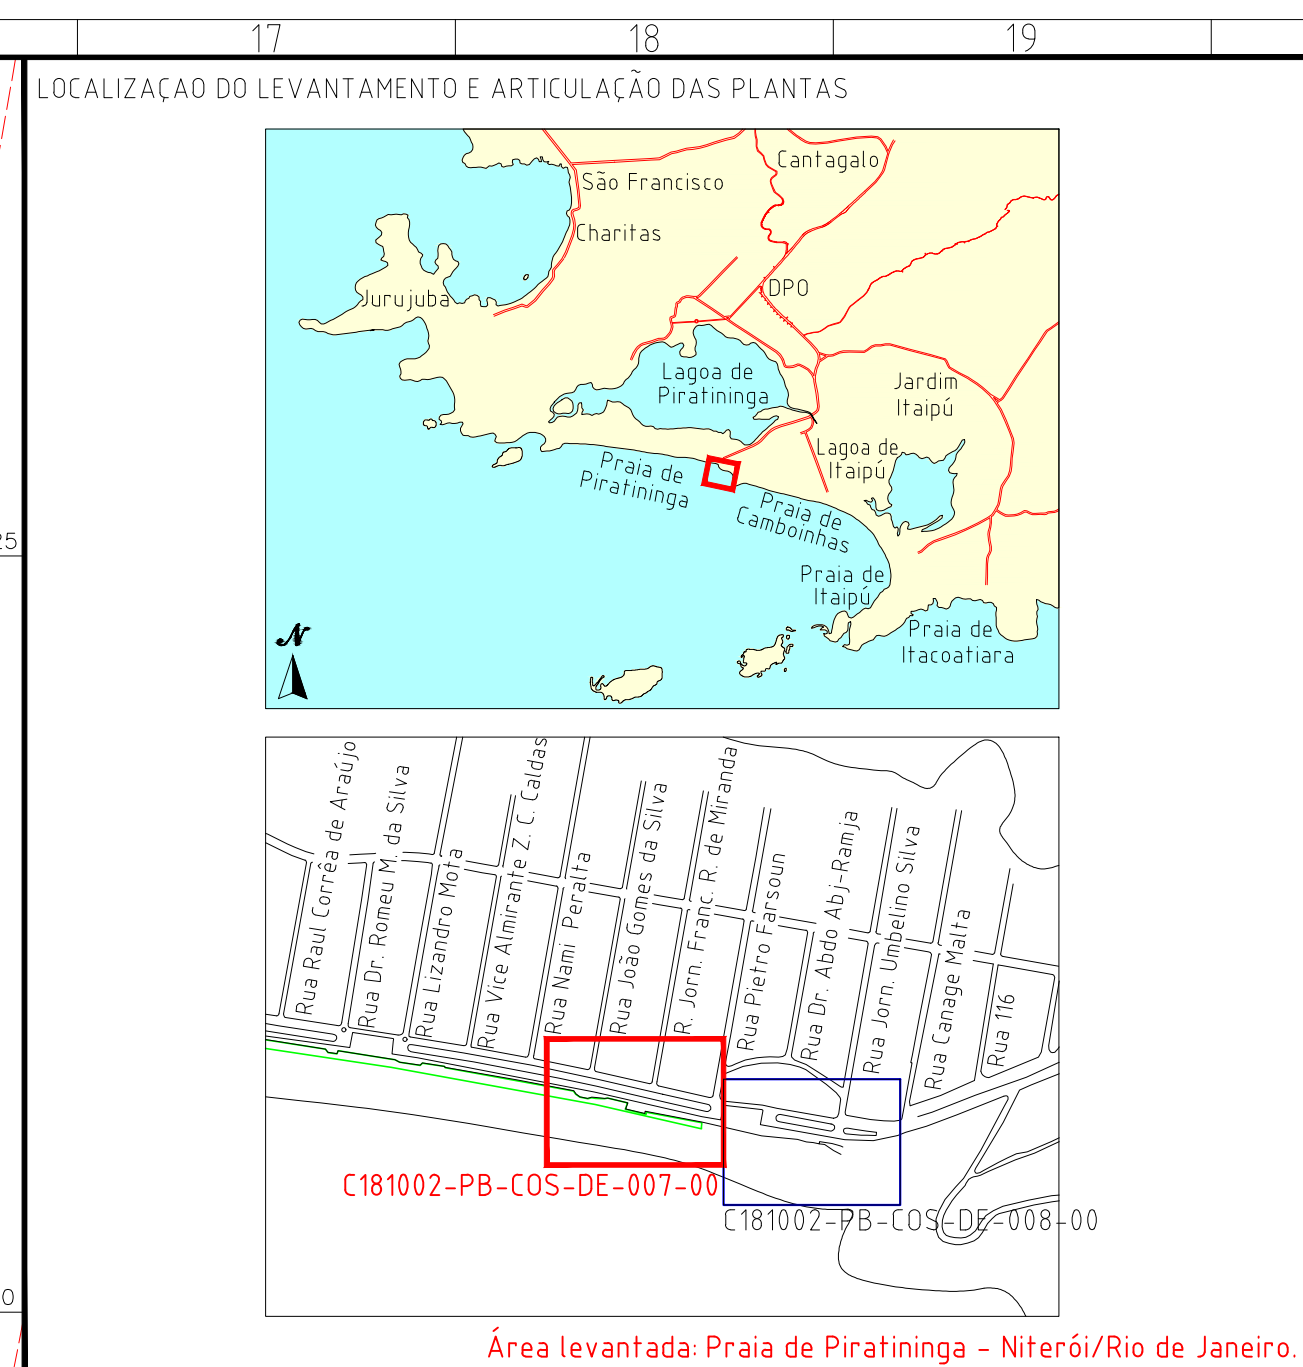 17
18
19
LOCALIZAÇAO DO LEVANTAMENTO E ARTICULAÇÃO DAS PLANTAS
Cantagalo
São Francisco
Charitas
DPO
Jurujuba
Lagoa de
Piratininga
Jardim
Itaipú
Lagoa de
Itaipú
Praia de
Piratininga
Praia de
Camboinhas
Praia de
Itaipú
Praia de
Itacoatiara
N
25
Rua Raul Corrêa de Araújo
Rua Dr. Romeu M. da Silva
Rua Lizandro Mota
Rua Vice Almirante Z. C. Caldas
Rua Nami Peralta
Rua João Gomes da Silva
R. Jorn. Franc. R. de Miranda
Rua Pietro Farsoun
Rua Dr. Abdo Abj-Ramja
Rua Jorn. Umbelino Silva
Rua Canage Malta
Rua 116
C181002-PB-COS-DE-007-00
C181002-PB-COS-DE-008-00
0
Área levantada: Praia de Piratininga - Niterói/Rio de Janeiro.